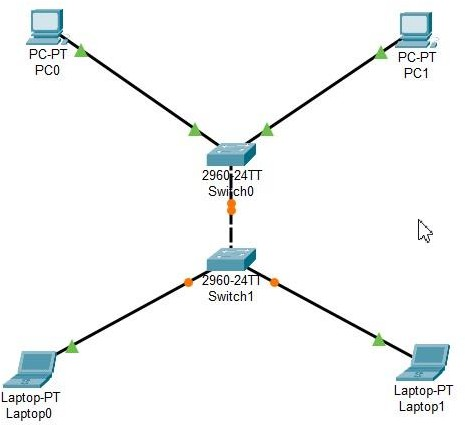 PC-PT
PC0
PC-PT
PC1
2960-24TT
Switch0
2960-24TT
Switch1
Laptop-PT
Laptop0
Laptop-PT
Laptop1